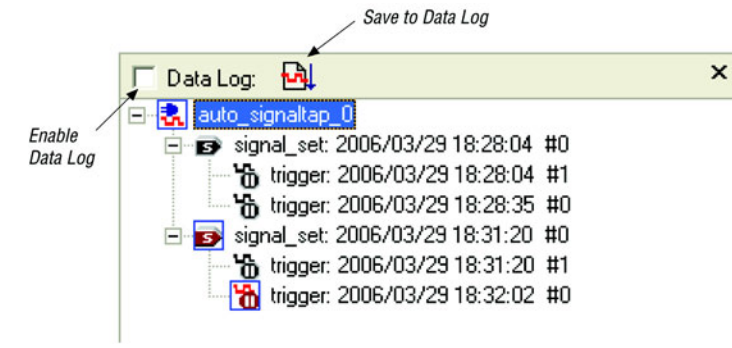 Save to Data Log
Data Log:
Enable
Data Log
auto_signaltap_0
signal_set: 2006/03/29 18:28:04 #0
trigger: 2006/03/29 18:28:04 #1
trigger: 2006/03/29 18:28:35 #0
signal_set: 2006/03/29 18:31:20 #0
trigger: 2006/03/29 18:31:20 #1
trigger: 2006/03/29 18:32:02 #0